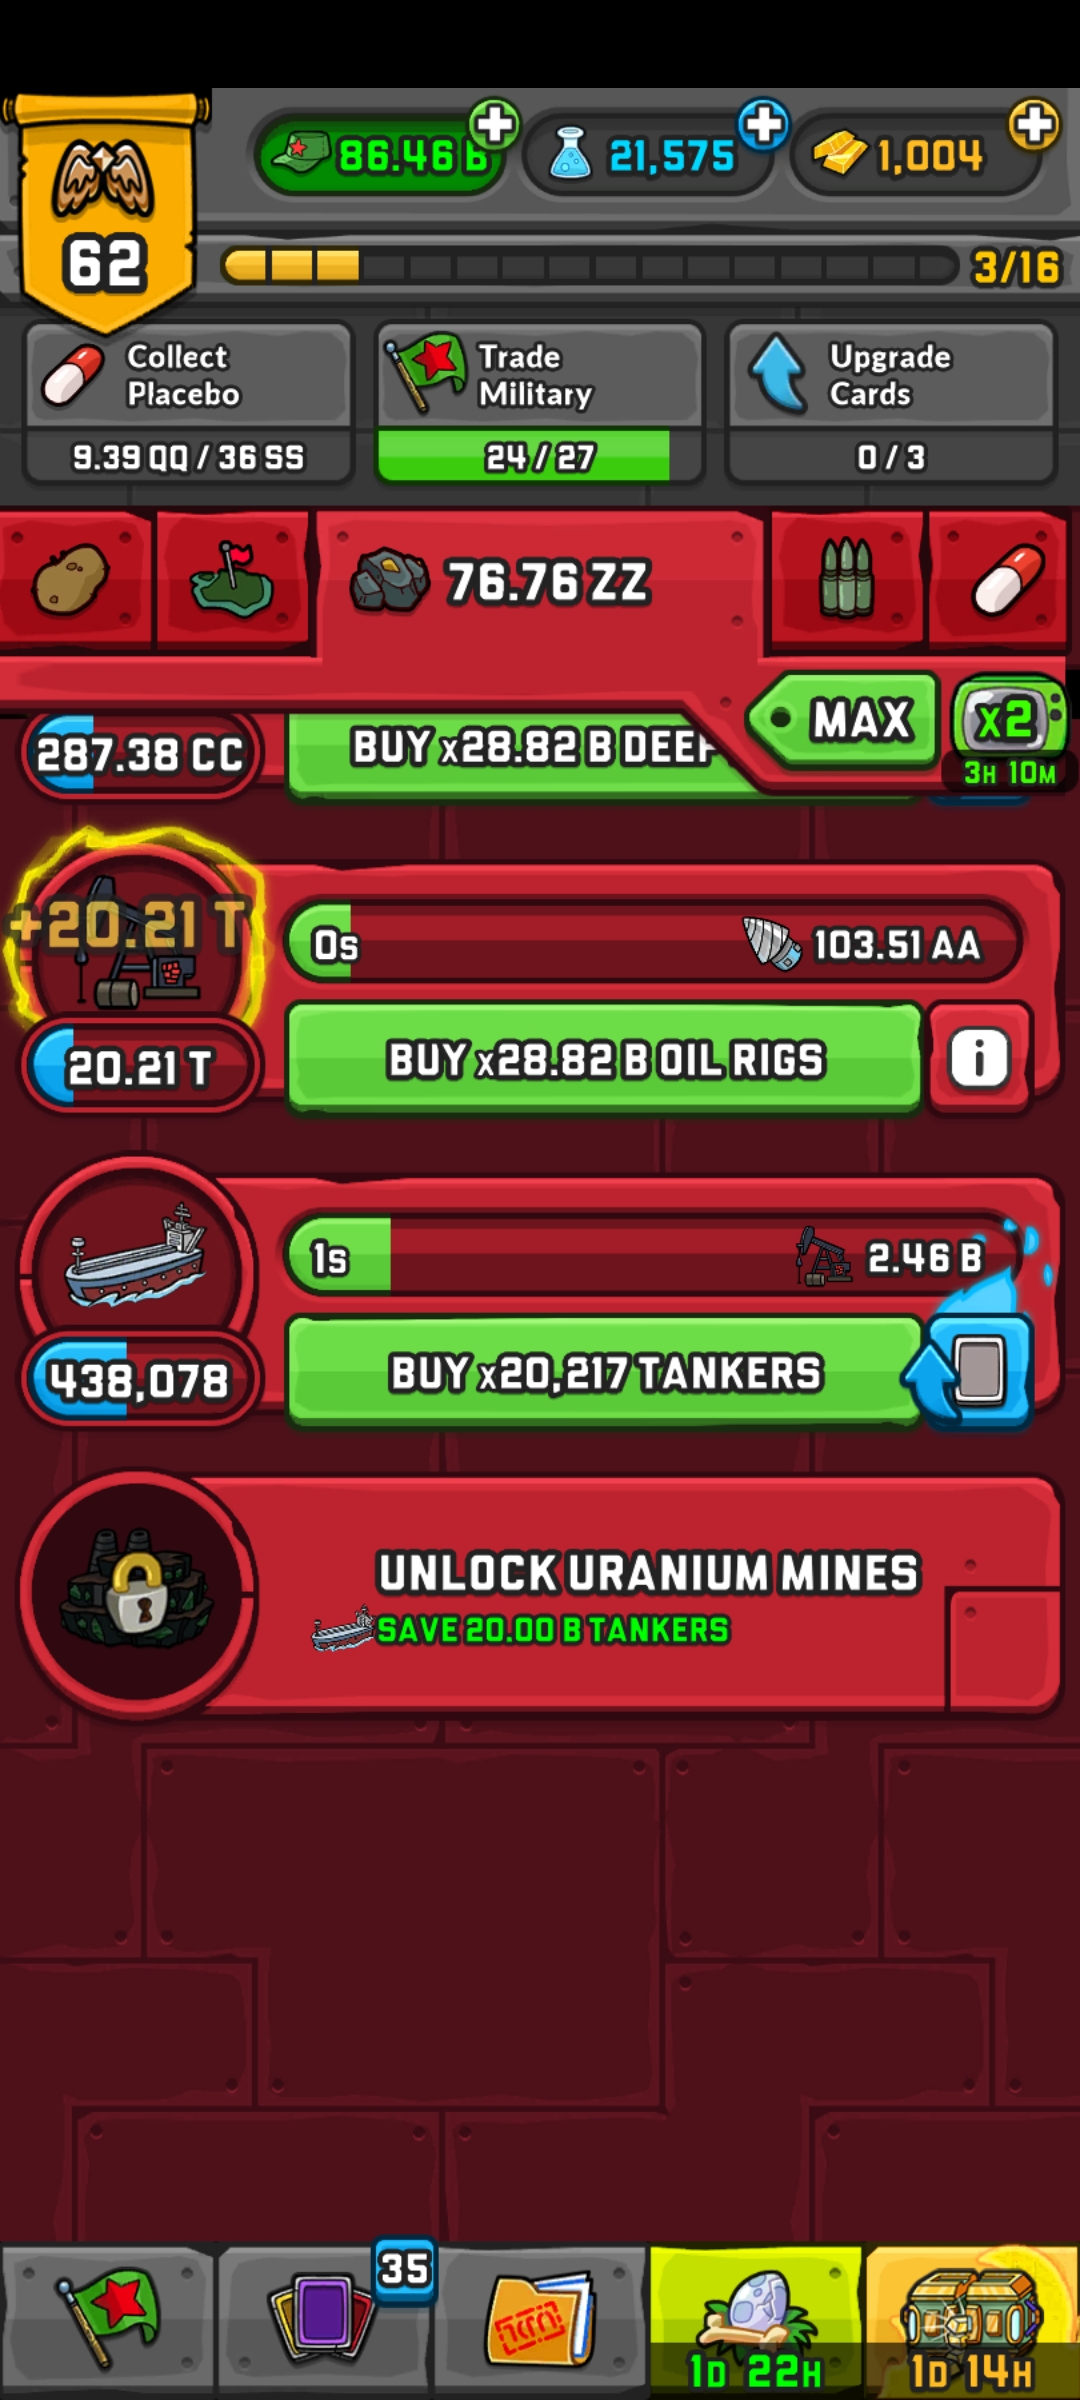 86.46 B
21,575
1,004
62
3/16
Collect
Placebo
9.39 QQ / 36 SS
Trade
Military
24 / 27
Upgrade
Cards
0 / 3
76.76 ZZ
MAX
x2
3H 10M
287.38 CC
BUY x28.82 B DEEP
+20.21 T
0s
103.51 AA
20.21 T
BUY x28.82 B OIL RIGS
i
1s
2.46 B
438,078
BUY x20,217 TANKERS
UNLOCK URANIUM MINES
SAVE 20.00 B TANKERS
35
1D 22H
1D 14H